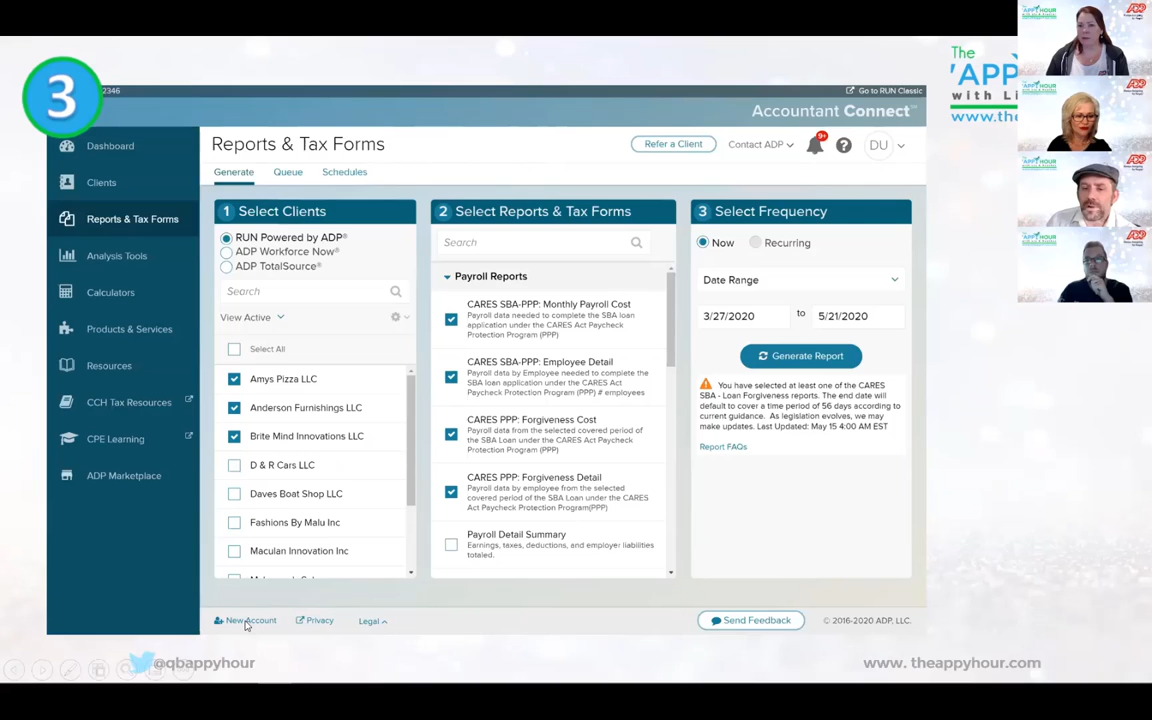 3
2346
Go to RUN Classic
Accountant Connect
The
'APP
with Li
www.the
Dashboard
Clients
Reports & Tax Forms
Analysis Tools
Calculators
Products & Services
Resources
CCH Tax Resources
CPE Learning
ADP Marketplace
Reports & Tax Forms
Refer a Client
Contact ADP
9+
DU
Generate
Queue
Schedules
1 Select Clients
RUN Powered by ADP®
ADP Workforce Now®
ADP TotalSource®
Search
View Active
Select All
Amys Pizza LLC
Anderson Furnishings LLC
Brite Mind Innovations LLC
D & R Cars LLC
Daves Boat Shop LLC
Fashions By Malu Inc
Maculan Innovation Inc
2 Select Reports & Tax Forms
Search
Payroll Reports
CARES SBA-PPP: Monthly Payroll Cost
Payroll data needed to complete the SBA loan
application under the CARES Act Paycheck
Protection Program (PPP)
CARES SBA-PPP: Employee Detail
Payroll data by Employee needed to complete the
SBA loan application under the CARES Act
Paycheck Protection Program (PPP) # employees
CARES PPP: Forgiveness Cost
Payroll data from the selected covered period of
the SBA Loan under the CARES Act Paycheck
Protection Program (PPP)
CARES PPP: Forgiveness Detail
Payroll data by employee from the selected
covered period of the SBA Loan under the CARES
Act Paycheck Protection Program(PPP)
Payroll Detail Summary
Earnings, taxes, deductions, and employer liabilities
totaled.
3 Select Frequency
Now
Recurring
Date Range
3/27/2020 to 5/21/2020
Generate Report
You have selected at least one of the CARES
SBA - Loan Forgiveness reports. The end date will
default to cover a time period of 56 days according to
current guidance. As legislation evolves, we may
make updates. Last Updated: May 15 4:00 AM EST
Report FAQs
New Account
Privacy
Legal
Send Feedback
© 2016-2020 ADP, LLC.
@qbappyhour
www. theappyhour.com